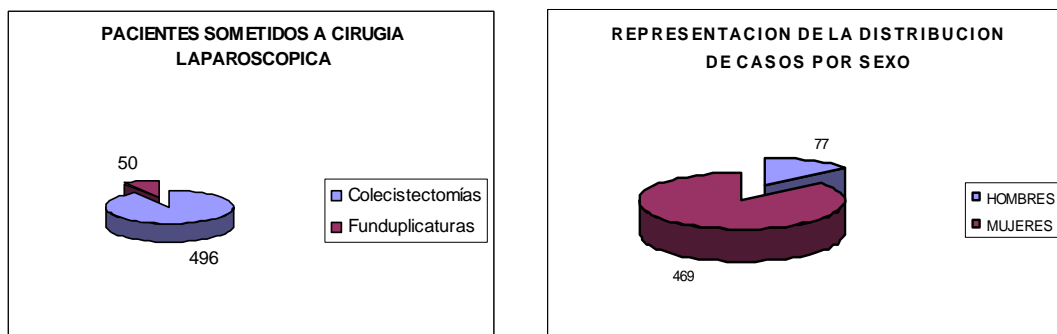 PACIENTES SOMETIDOS A CIRUGIA
LAPAROSCOPICA
50
496
Colecistectomías
Funduplicaturas
REPRESENTACION DE LA DISTRIBUCION
DE CASOS POR SEXO
77
469
HOMBRES
MUJERES